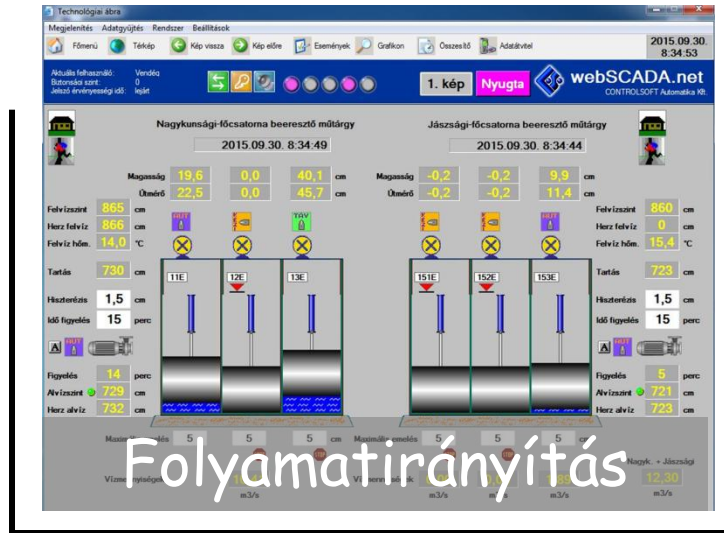 Technológiai ábra
Megjelenítés Adatgyűjtés Rendszer Beállítások
Főmenü Térkép Kép vissza Kép előre Események Grafikon Összesítő Adatátvitel 2015.09.30. 8:34:53
Aktuális felhasználó: Vendég
Biztonsági szint: 0
Jelszó érvényességi idő: lejárt
1. kép Nyugta webSCADA.net
CONTROLSOFT Automatika Kft.
Nagykunsági-főcsatorna beeresztő műtárgy Jászsági-főcsatorna beeresztő műtárgy
2015.09.30. 8:34:49 2015.09.30. 8:34:44
Magasság 19,6 0,0 40,1 cm Magasság -0,2 -0,2 9,9 cm
Útmérő 22,5 0,0 45,7 cm Útmérő -0,2 -0,2 11,4 cm
Felvízszint 865 cm Felvízszint 860 cm
Herz felvíz 866 cm Herz felvíz 0 cm
Felvíz hőm. 14,0 °C Felvíz hőm. 15,4 °C
AUT TÁV
Tartás 730 cm 11E 12E 13E 151E 152E 153E Tartás 723 cm
Hiszterézis 1,5 cm Hiszterézis 1,5 cm
Idő figyelés 15 perc Idő figyelés 15 perc
A AUT A AUT
Figyelés 14 perc Figyelés 5 perc
Alvízszint 729 cm Alvízszint 721 cm
Herz alvíz 732 cm Herz alvíz 723 cm
5 5 5 cm Maximális emelés 5 5 5 cm
Folyamatirányítás
Nagyk. + Jászsági
12,30
m3/s m3/s m3/s m3/s